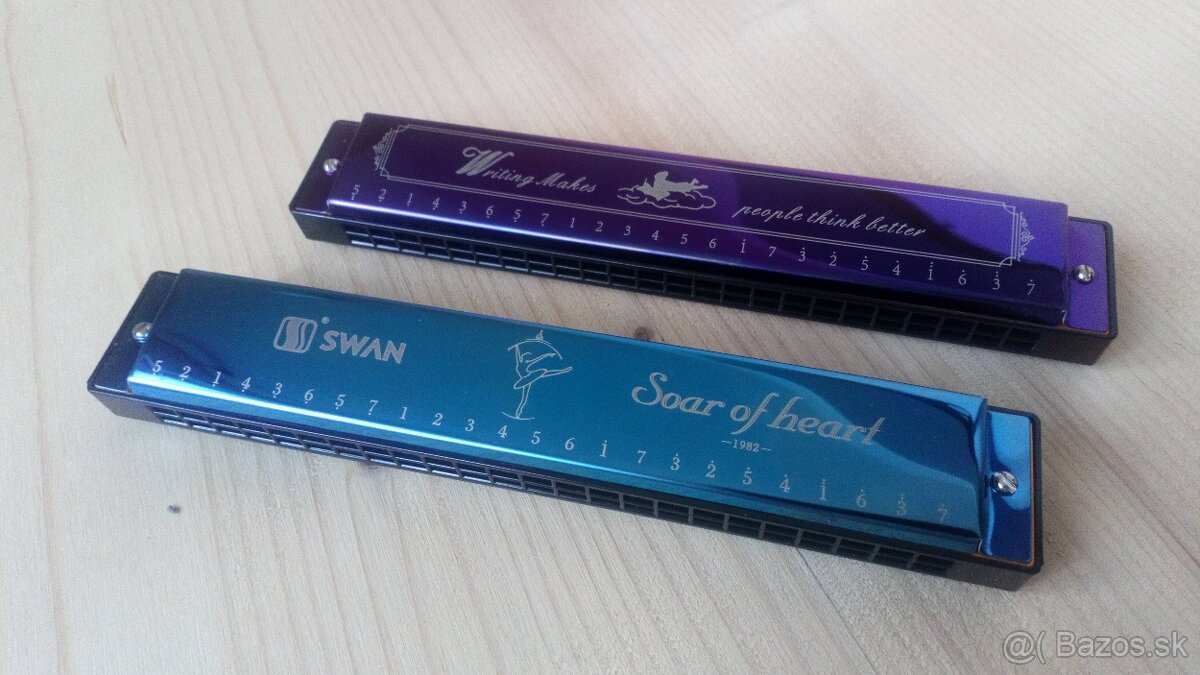 Writing Makes people think better
5 2 1 4 3 6 5 7 1 2 3 4 5 6 1 7 3 2 5 4 1 6 3 7
® SWAN
Soar of heart
—1982—
5 2 1 4 3 6 5 7 1 2 3 4 5 6 1 7 3 2 5 4 1 6 3 7
@( Bazos.sk